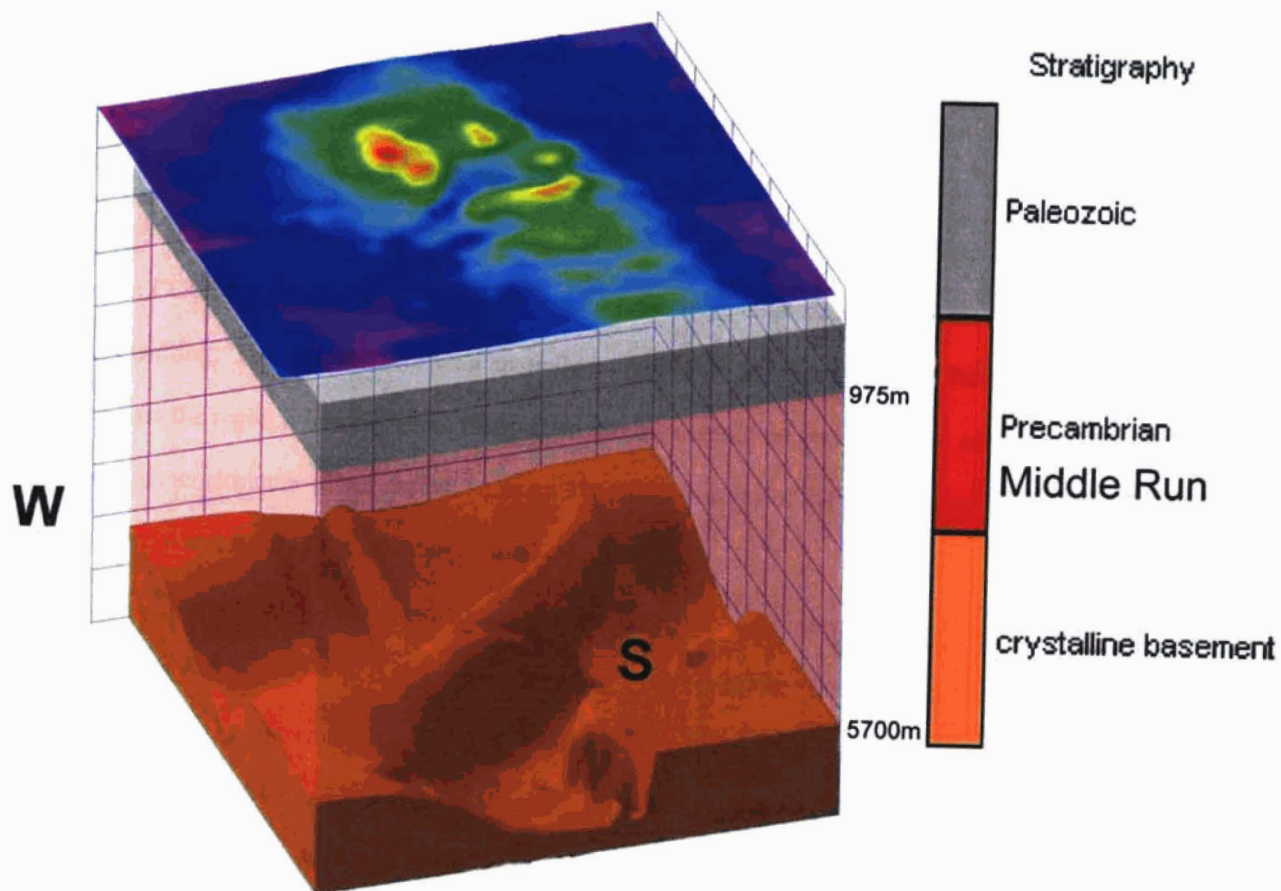 Stratigraphy
Paleozoic
975m
Precambrian
Middle Run
W
S
crystalline basement
5700m